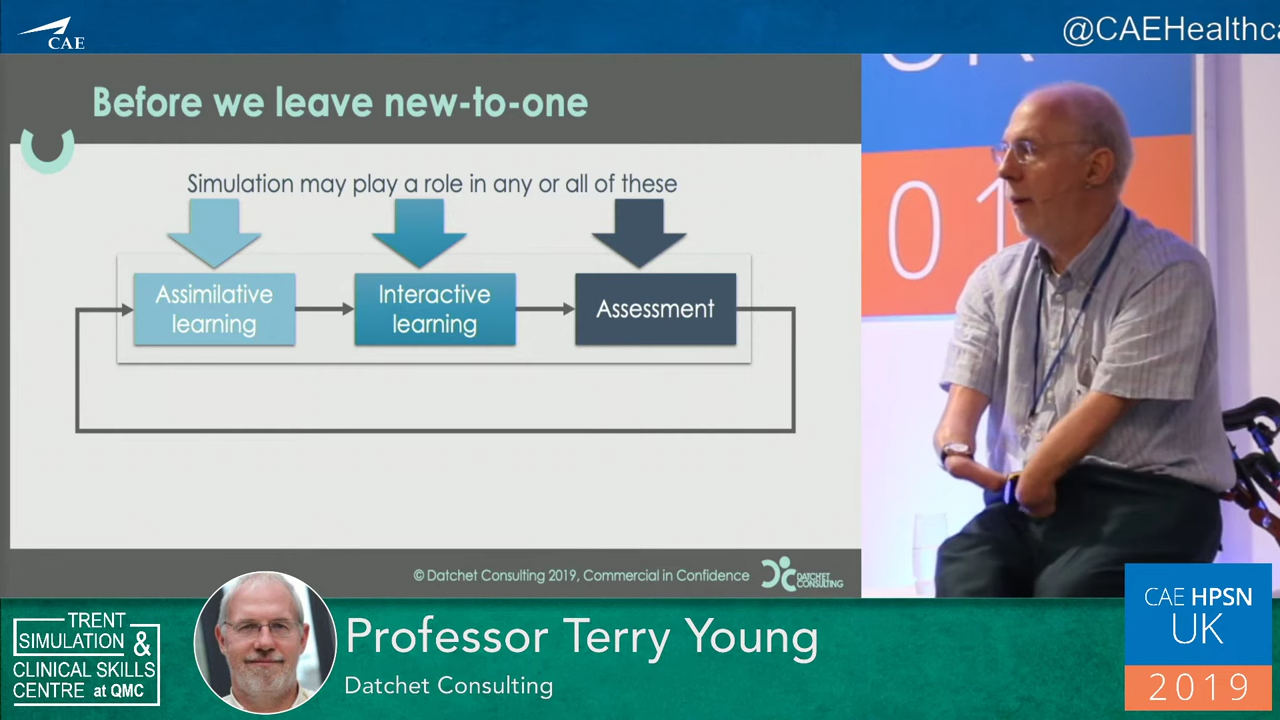 CAE
@CAEHealthca
Before we leave new-to-one
Simulation may play a role in any or all of these
Assimilative
learning
Interactive
learning
Assessment
© Datchet Consulting 2019, Commercial in Confidence
DATCHET
CONSULTING
01
TRENT
SIMULATION &
CLINICAL SKILLS
CENTRE at QMC
Professor Terry Young
Datchet Consulting
CAE HPSN
UK
2019